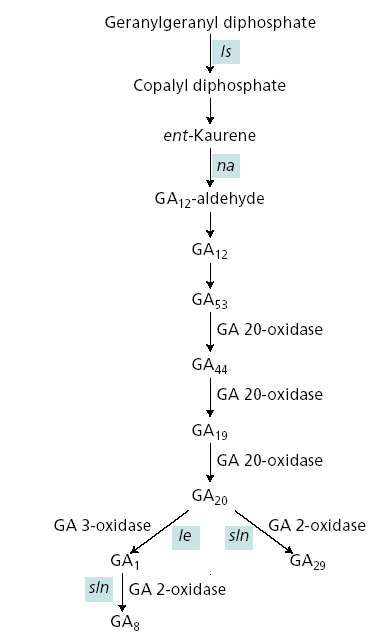 Geranylgeranyl diphosphate
ls
Copalyl diphosphate
ent-Kaurene
na
GA12-aldehyde
GA12
GA53
GA 20-oxidase
GA44
GA 20-oxidase
GA19
GA 20-oxidase
GA20
GA 3-oxidase le sln GA 2-oxidase
GA1 GA29
sln GA 2-oxidase
GA8